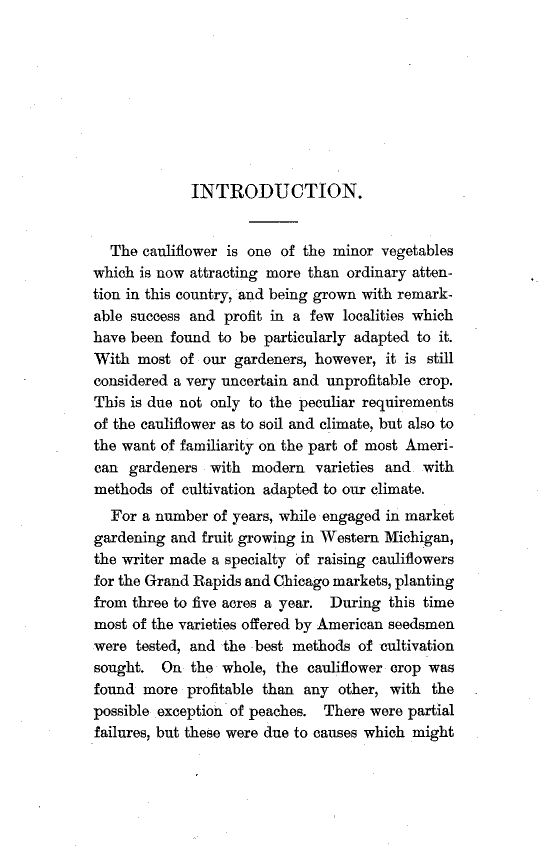 INTRODUCTION.
The cauliflower is one of the minor vegetables
which is now attracting more than ordinary atten-
tion in this country, and being grown with remark-
able success and profit in a few localities which
have been found to be particularly adapted to it.
With most of our gardeners, however, it is still
considered a very uncertain and unprofitable crop.
This is due not only to the peculiar requirements
of the cauliflower as to soil and climate, but also to
the want of familiarity on the part of most Ameri-
can gardeners with modern varieties and with
methods of cultivation adapted to our climate.
For a number of years, while engaged in market
gardening and fruit growing in Western Michigan,
the writer made a specialty of raising cauliflowers
for the Grand Rapids and Chicago markets, planting
from three to five acres a year. During this time
most of the varieties offered by American seedsmen
were tested, and the best methods of cultivation
sought. On the whole, the cauliflower crop was
found more profitable than any other, with the
possible exception of peaches. There were partial
failures, but these were due to causes which might